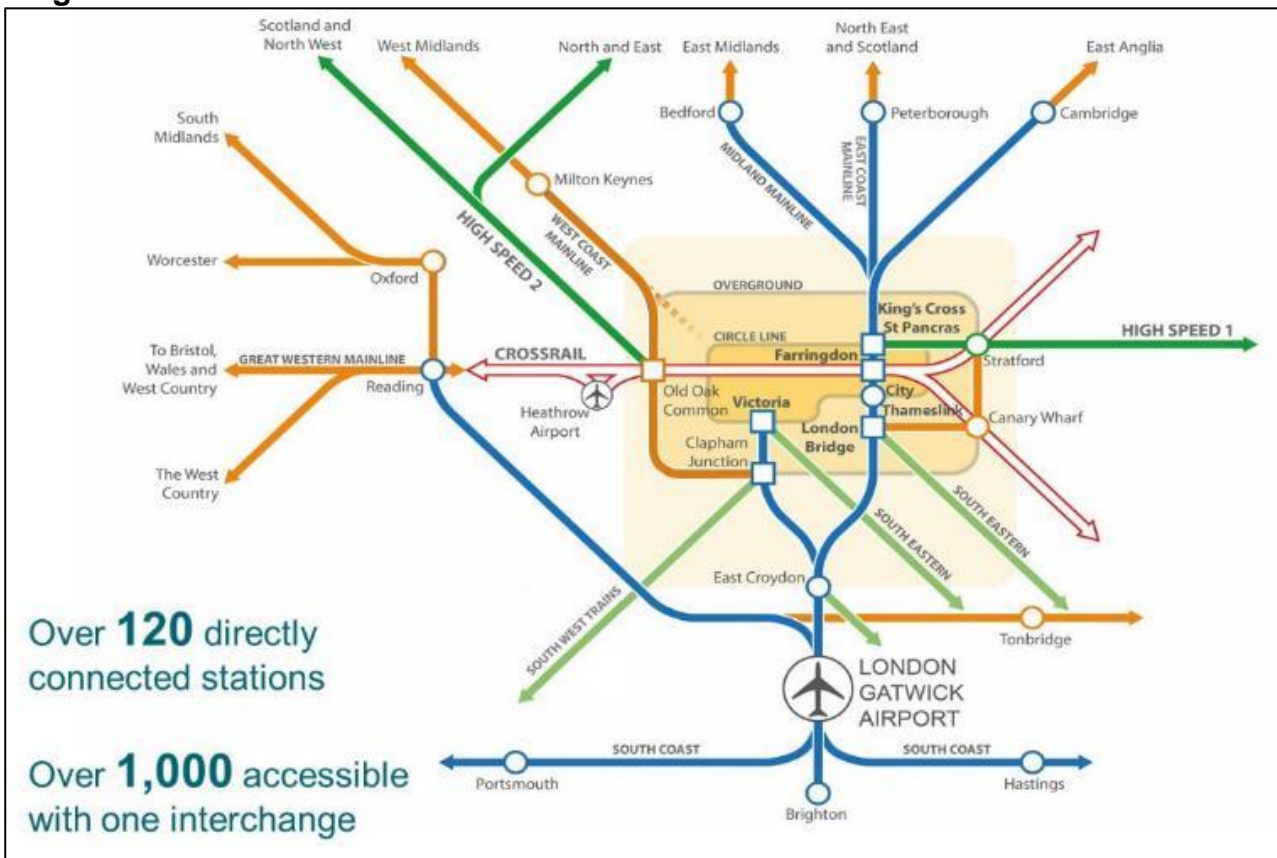 Scotland and
North West
West Midlands
North and East
East Midlands
North East
and Scotland
East Anglia
South
Midlands
Bedford
Peterborough
Cambridge
MIDLAND MAINLINE
EAST COAST
MAINLINE
Milton Keynes
HIGH SPEED 2
WEST COAST
MAINLINE
Worcester
Oxford
OVERGROUND
King's Cross
St Pancras
CIRCLE LINE
HIGH SPEED 1
To Bristol,
Wales and
West Country
GREAT WESTERN MAINLINE
Reading
CROSSRAIL
Farringdon
Stratford
Heathrow
Airport
Old Oak
Common
Victoria
City
Thameslink
Canary Wharf
London
Bridge
Clapham
Junction
The West
Country
SOUTH EASTERN
SOUTH EASTERN
East Croydon
SOUTH WEST TRAINS
Tonbridge
Over 120 directly
connected stations
LONDON
GATWICK
AIRPORT
SOUTH COAST
SOUTH COAST
Portsmouth
Hastings
Brighton
Over 1,000 accessible
with one interchange